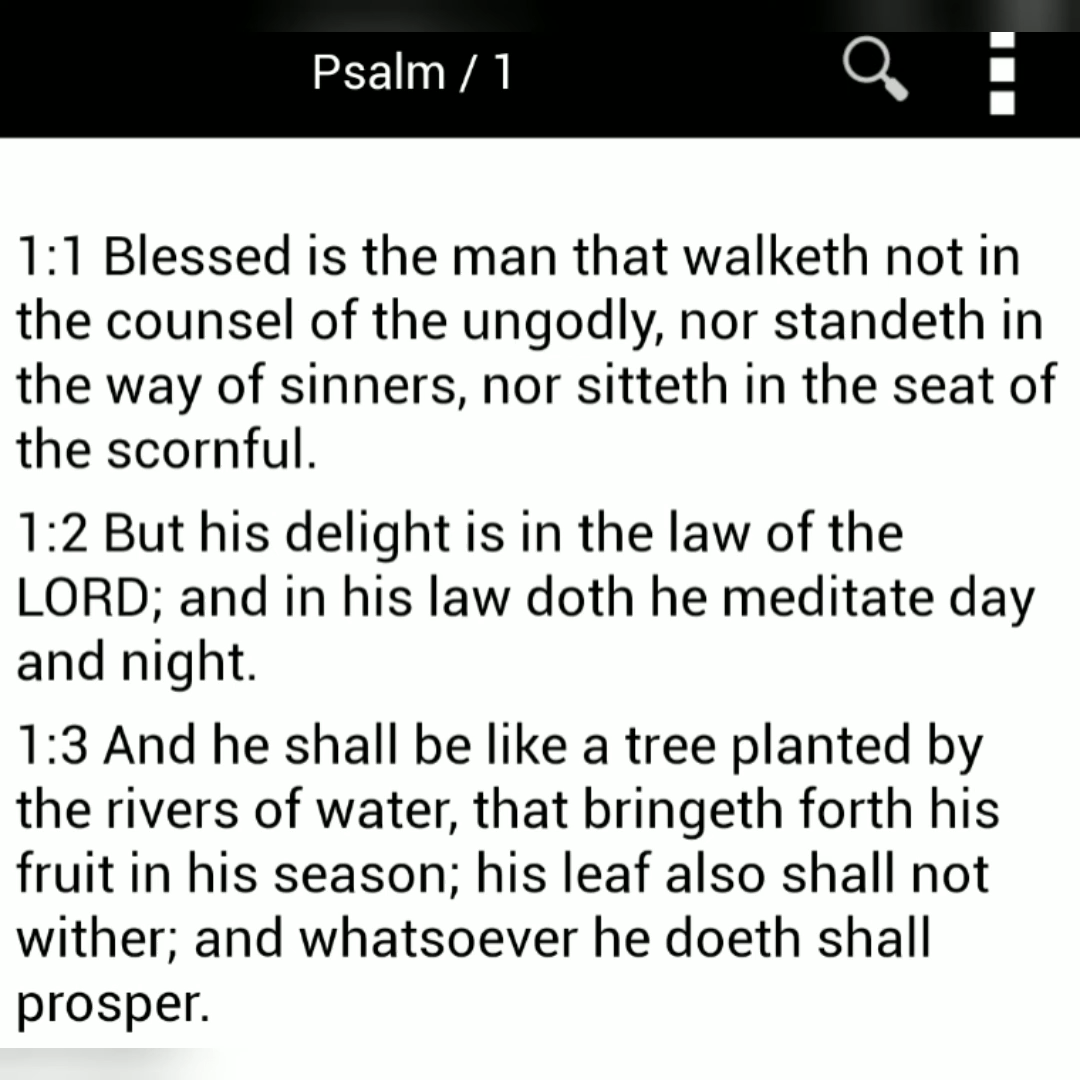 Psalm / 1
1:1 Blessed is the man that walketh not in
the counsel of the ungodly, nor standeth in
the way of sinners, nor sitteth in the seat of
the scornful.
1:2 But his delight is in the law of the
LORD; and in his law doth he meditate day
and night.
1:3 And he shall be like a tree planted by
the rivers of water, that bringeth forth his
fruit in his season; his leaf also shall not
wither; and whatsoever he doeth shall
prosper.